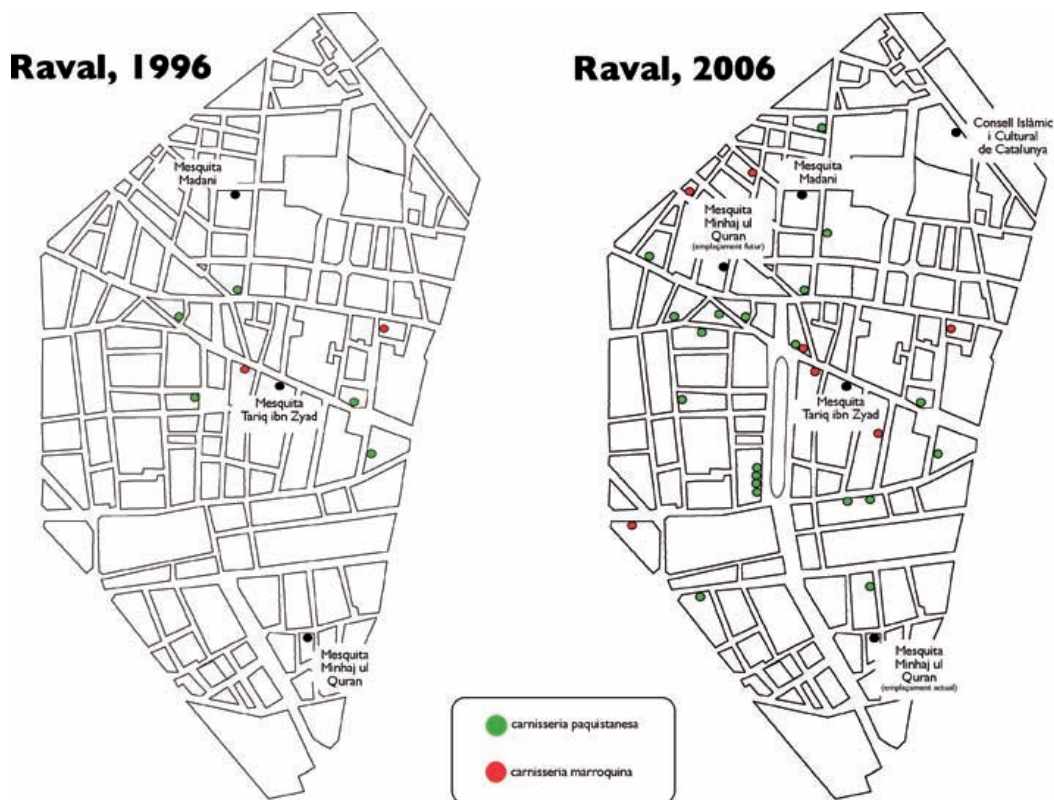 Raval, 1996
Mesquita
Madani
Mesquita
Tariq ibn Zyad
Mesquita
Minhaj ul
Quran
Raval, 2006
Consell Islàmic
i Cultural
de Catalunya
Mesquita
Madani
Mesquita
Minhaj ul
Quran
(emplaçament futur)
Mesquita
Tariq ibn Zyad
Mesquita
Minhaj ul
Quran
(emplaçament actual)
carnisseria paquistanesa
carnisseria marroquina